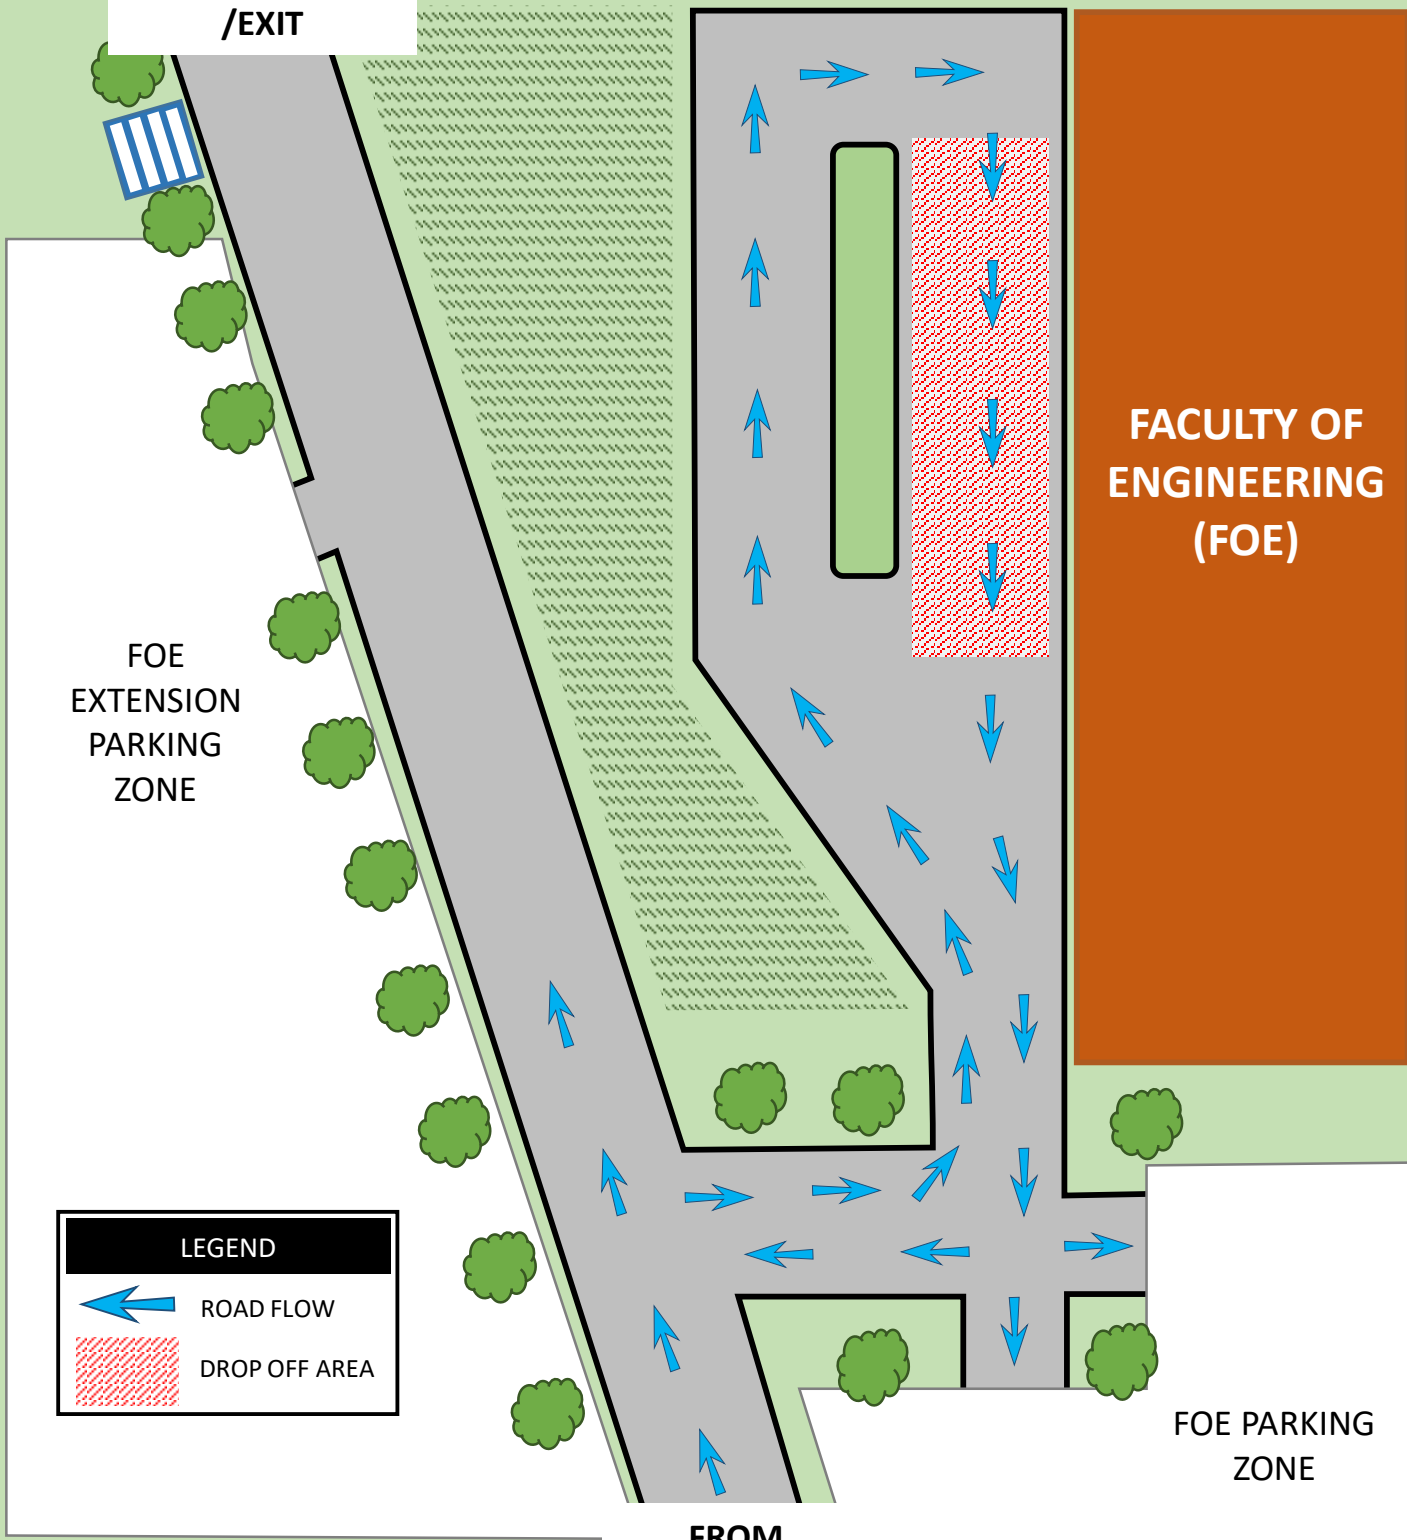 /EXIT
FACULTY OF
ENGINEERING
(FOE)
FOE
EXTENSION
PARKING
ZONE
LEGEND
ROAD FLOW
DROP OFF AREA
FOE PARKING
ZONE
FROM